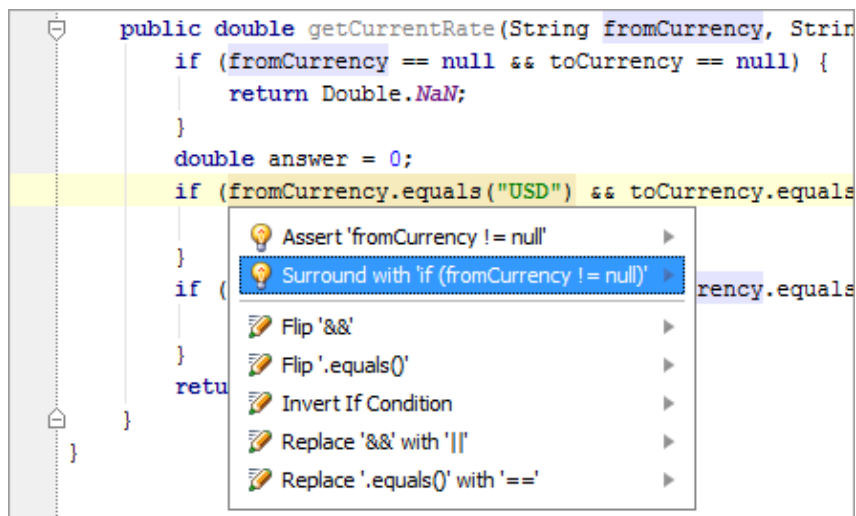 public double getCurrentRate(String fromCurrency, Strin
if (fromCurrency == null && toCurrency == null) {
return Double.NaN;
}
double answer = 0;
if (fromCurrency.equals("USD") && toCurrency.equals
Assert 'fromCurrency != null'
}
Surround with 'if (fromCurrency != null)'
if ( rency.equals
Flip '&&'
}
Flip '.equals()'
retu
Invert If Condition
}
Replace '&&' with '||'
}
Replace '.equals()' with '=='